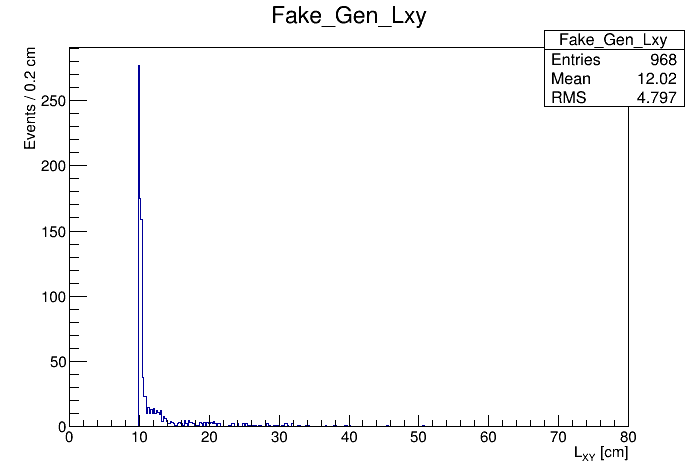 Fake_Gen_Lxy
Fake_Gen_Lxy
Entries 968
Mean 12.02
RMS 4.797
Events / 0.2 cm
250
200
150
100
50
0
0 10 20 30 40 50 60 70 80
L_XY [cm]